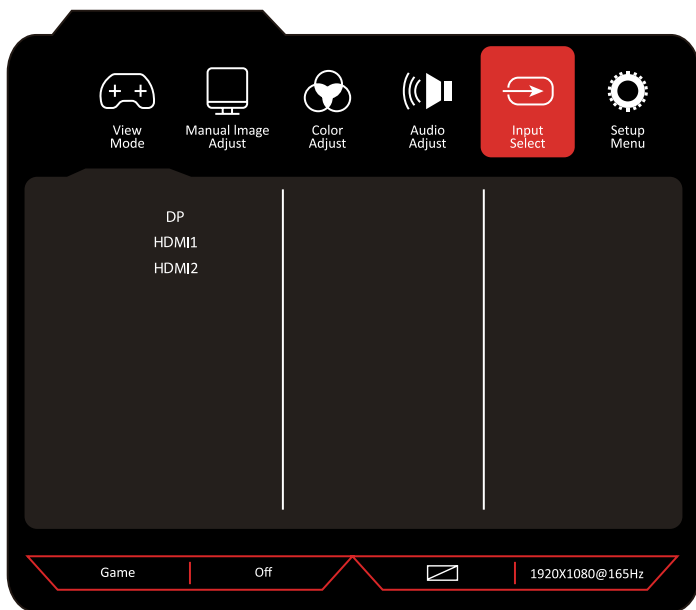 View
Mode
Manual Image
Adjust
Color
Adjust
Audio
Adjust
Input
Select
Setup
Menu
DP
HDMI1
HDMI2
Game
Off
1920X1080@165Hz